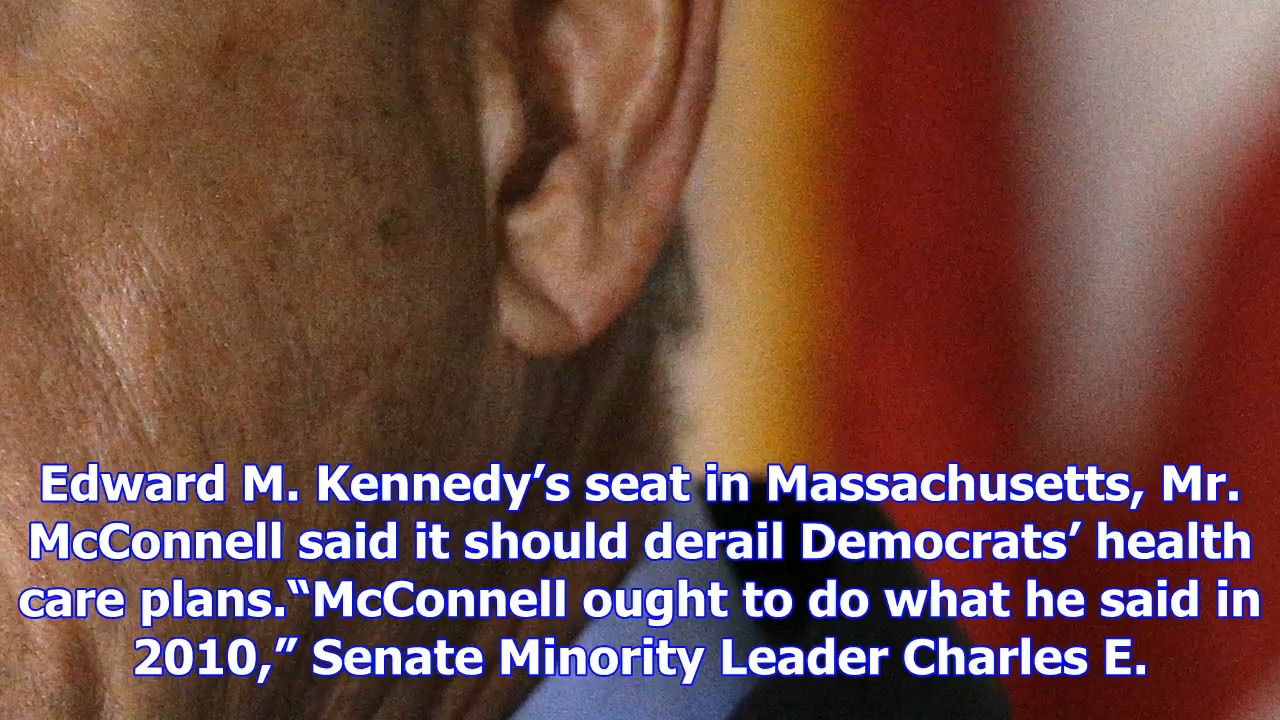 Edward M. Kennedy’s seat in Massachusetts, Mr.
McConnell said it should derail Democrats’ health
care plans.“McConnell ought to do what he said in
2010,” Senate Minority Leader Charles E.